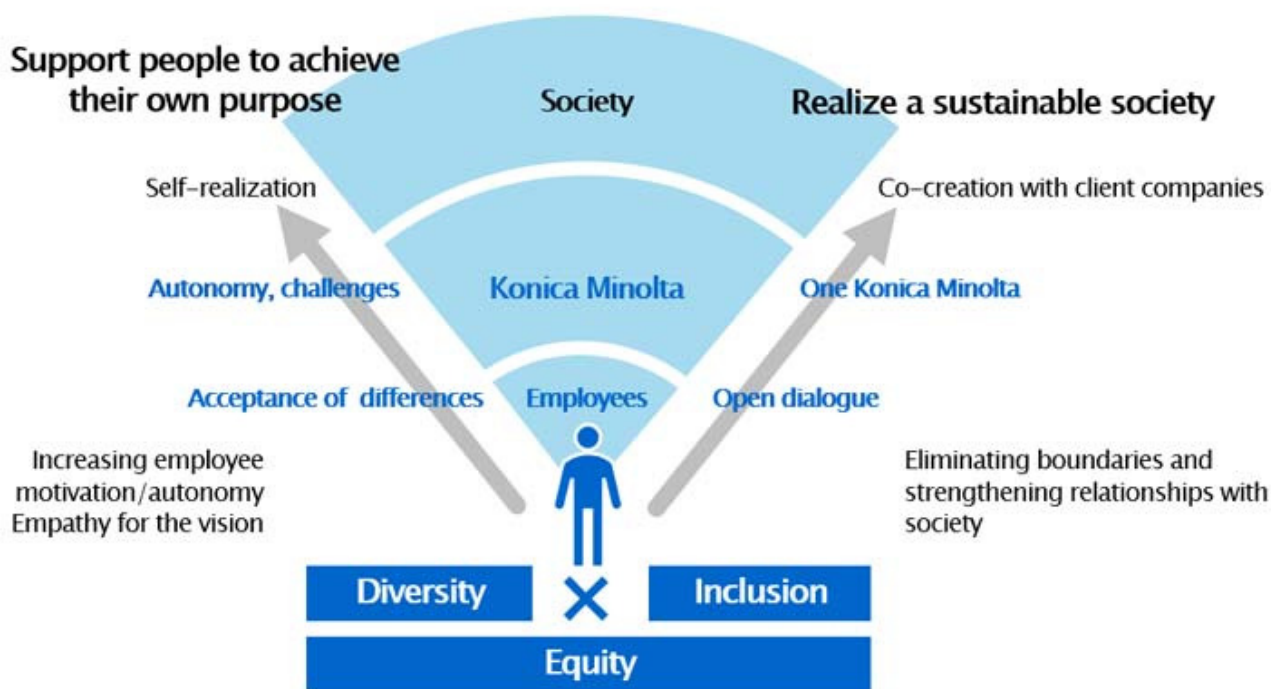 Support people to achieve
their own purpose
Society
Realize a sustainable society
Self-realization
Co-creation with client companies
Autonomy, challenges
Konica Minolta
One Konica Minolta
Acceptance of differences
Employees
Open dialogue
Increasing employee
motivation/autonomy
Empathy for the vision
Eliminating boundaries and
strengthening relationships with
society
Diversity
×
Inclusion
Equity